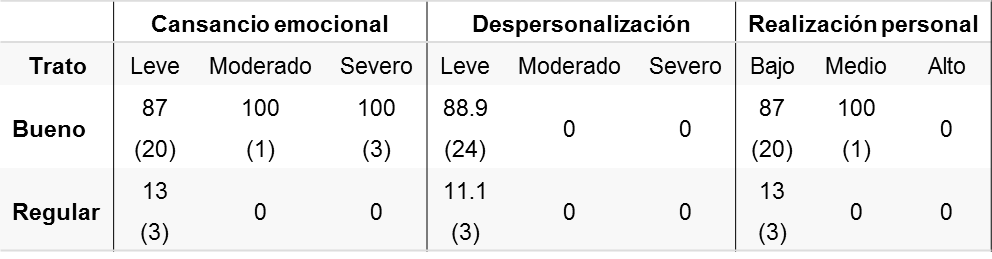 Cansancio emocional Despersonalización Realización personal
Trato Leve Moderado Severo Leve Moderado Severo Bajo Medio Alto
87 100 100 88.9 87 100
Bueno 0 0 0
(20) (1) (3) (24) (20) (1)
13 11.1 13
Regular 0 0 0 0 0 0
(3) (3) (3)